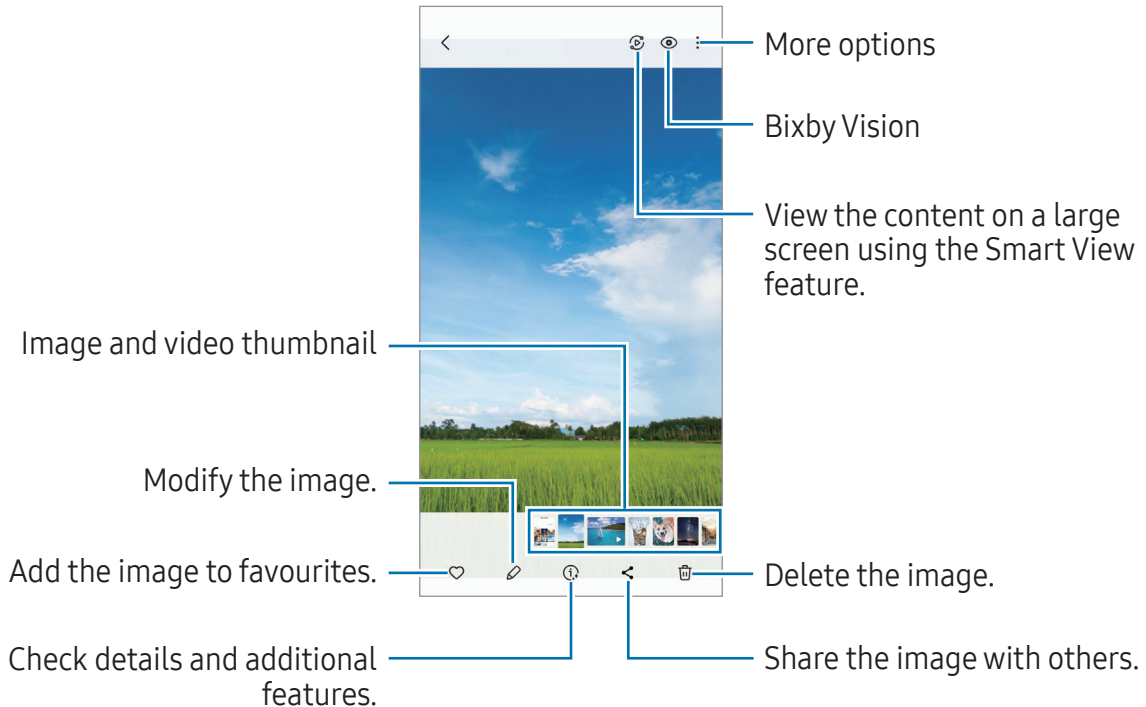 More options
Bixby Vision
View the content on a large
screen using the Smart View
feature.
Image and video thumbnail
Modify the image.
Add the image to favourites.
Delete the image.
Check details and additional
features.
Share the image with others.